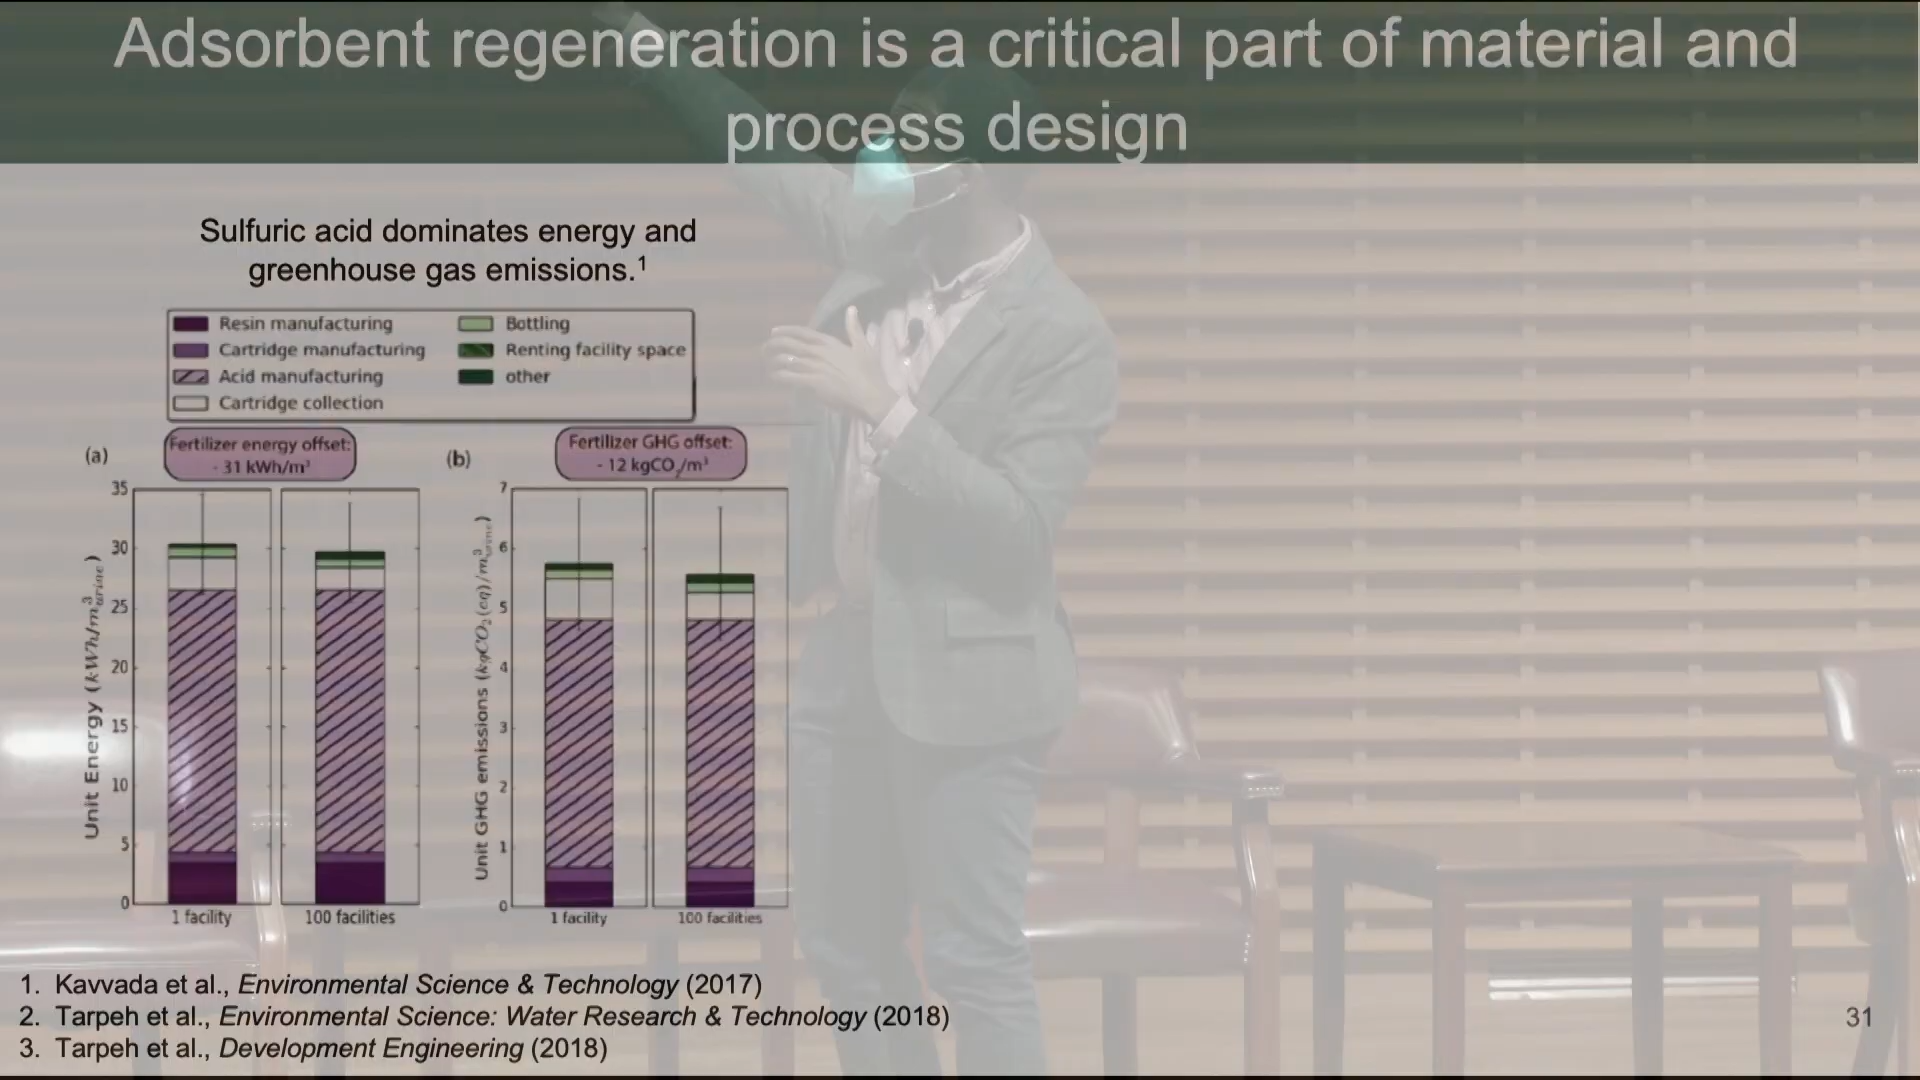 Adsorbent regeneration is a critical part of material and
process design
Sulfuric acid dominates energy and
greenhouse gas emissions.1
Resin manufacturing
Cartridge manufacturing
Acid manufacturing
Cartridge collection
Bottling
Renting facility space
other
(a)
Fertilizer energy offset:
- 31 kWh/m³
35
30
25
20
15
10
5
0
Unit Energy (kWh/m³urine)
1 facility
100 facilities
(b)
Fertilizer GHG offset:
- 12 kgCO2/m³
7
6
5
4
3
2
1
0
Unit GHG emissions (kgCO2(eq)/m³urine)
1 facility
100 facilities
1. Kavvada et al., Environmental Science & Technology (2017)
2. Tarpeh et al., Environmental Science: Water Research & Technology (2018)
3. Tarpeh et al., Development Engineering (2018)
31